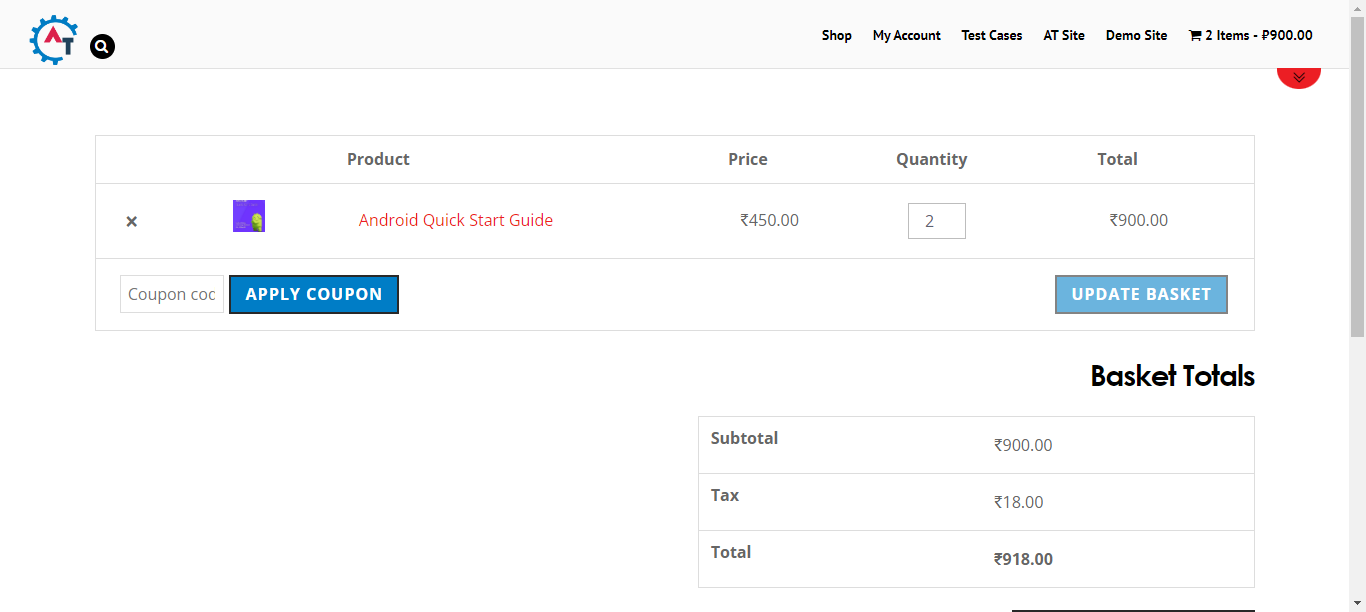 AT
Shop My Account Test Cases AT Site Demo Site 2 Items - ₽900.00
Product Price Quantity Total
× Android Quick Start Guide ₹450.00 2 ₹900.00
Coupon cod APPLY COUPON UPDATE BASKET
Basket Totals
Subtotal ₹900.00
Tax ₹18.00
Total ₹918.00